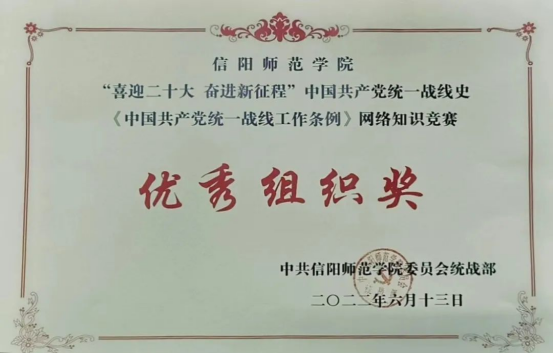 信阳师范学院
“喜迎二十大 奋进新征程”中国共产党统一战线史
《中国共产党统一战线工作条例》网络知识竞赛
优秀组织奖
中共信阳师范学院委员会统战部
二〇二二年六月十三日